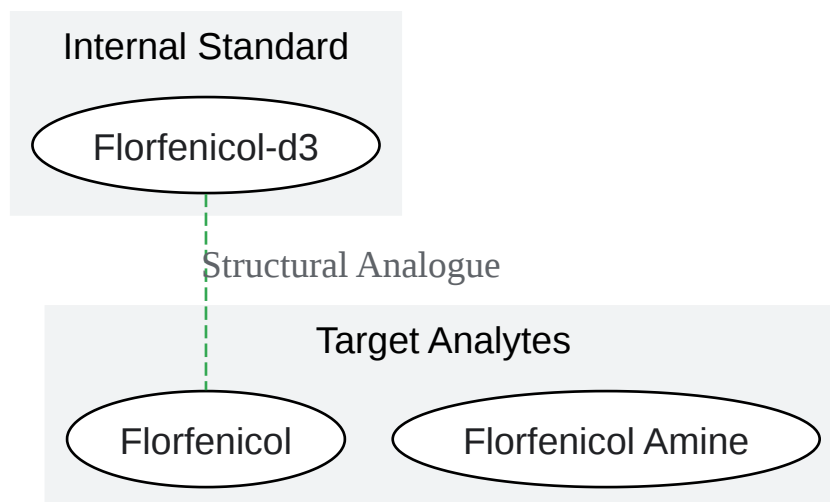 Internal Standard
Florfenicol-d3
Structural Analogue
Target Analytes
Florfenicol
Florfenicol Amine